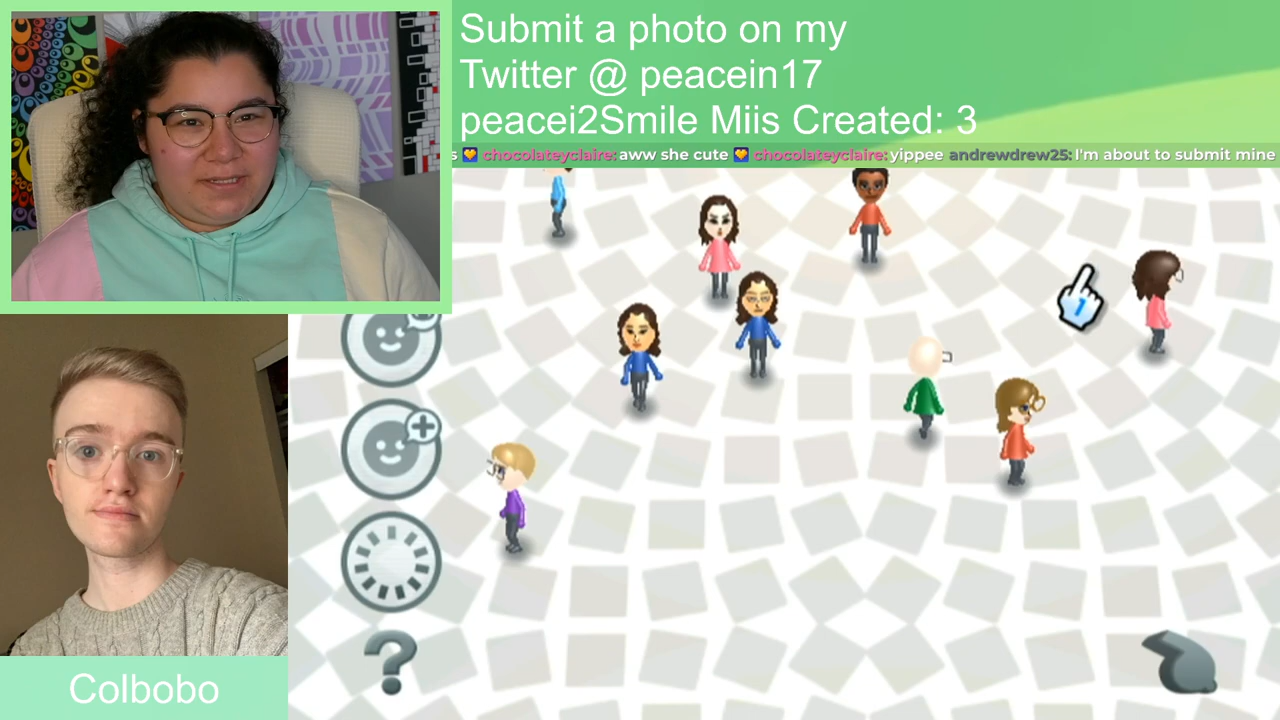 Submit a photo on my
Twitter @ peacein17
peacei2Smile Miis Created: 3
s chocolateyclaire: aww she cute chocolateyclaire: yippee andrewdrew25: I'm about to submit mine
1
?
Colbobo